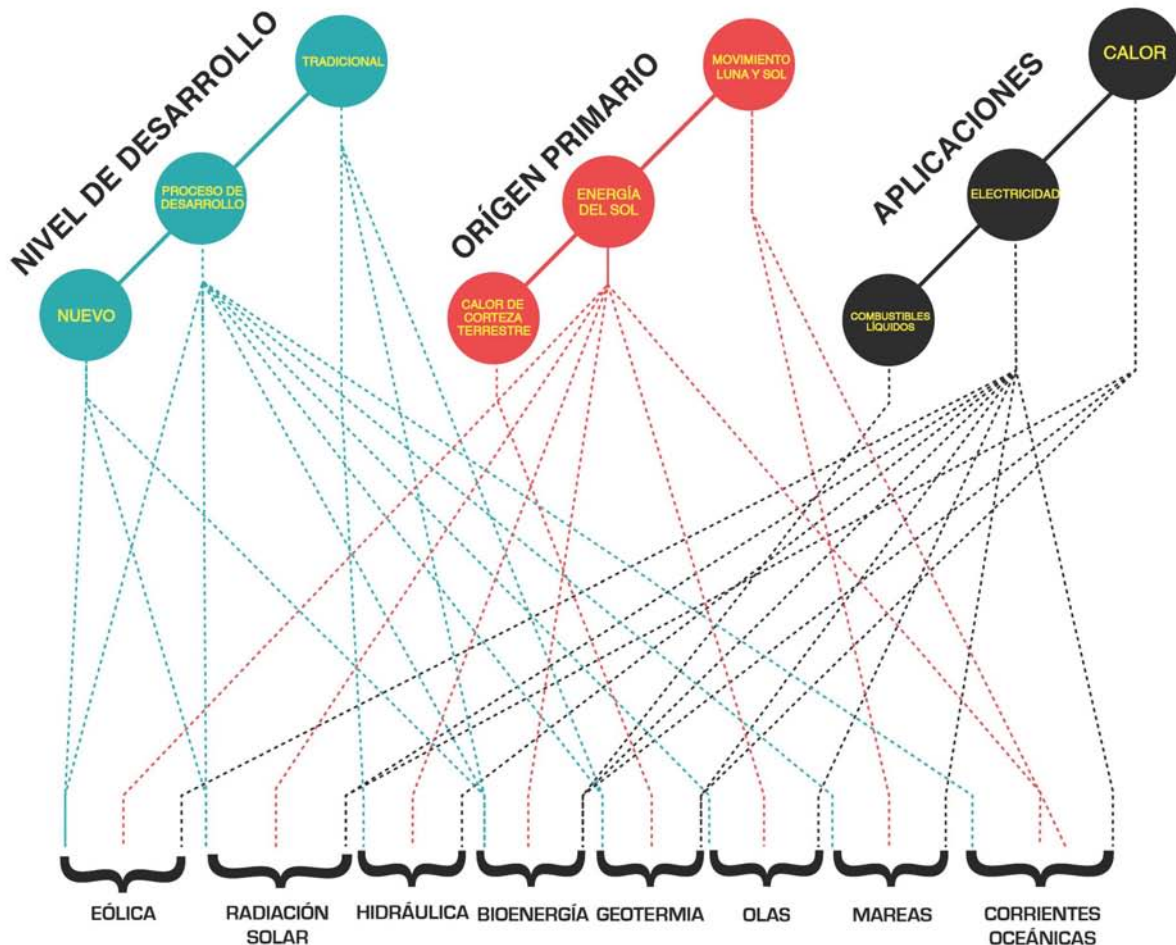 NIVEL DE DESARROLLO
TRADICIONAL
PROCESO DE
DESARROLLO
NUEVO
ORÍGEN PRIMARIO
MOVIMIENTO
LUNA Y SOL
ENERGÍA
DEL SOL
CALOR DE
CORTEZA
TERRESTRE
APLICACIONES
CALOR
ELECTRICIDAD
COMBUSTIBLES
LÍQUIDOS
EÓLICA
RADIACIÓN
SOLAR
HIDRÁULICA
BIOENERGÍA
GEOTERMIA
OLAS
MAREAS
CORRIENTES
OCEÁNICAS